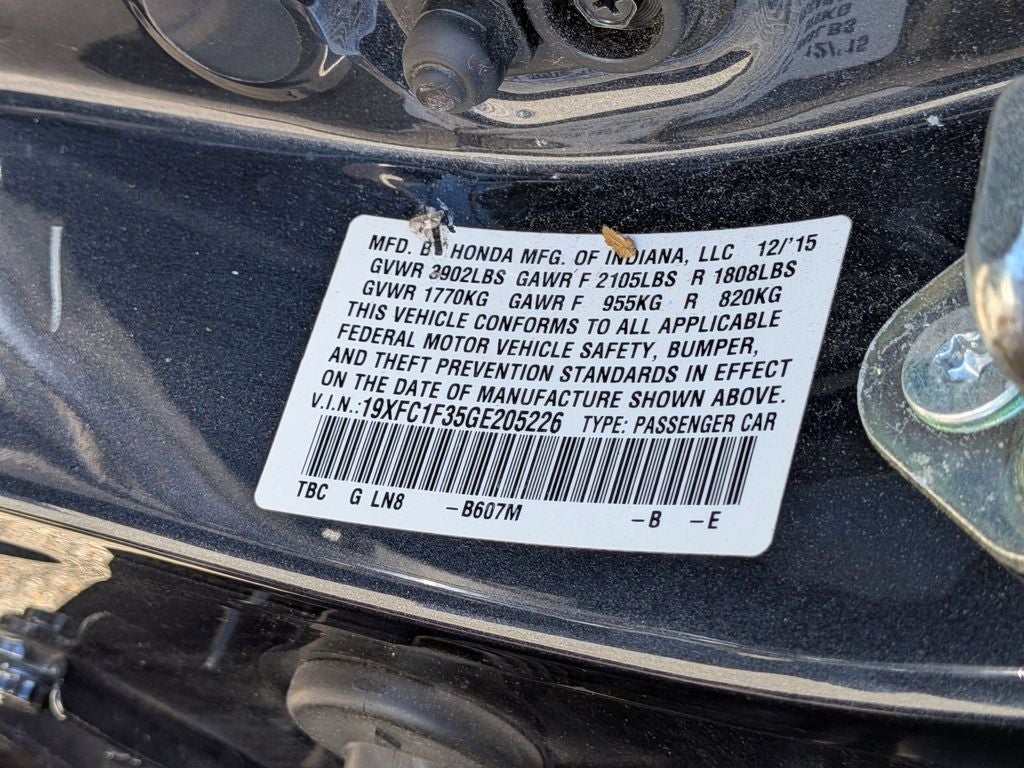 MFD. BY HONDA MFG. OF INDIANA, LLC 12/'15
GVWR 3902LBS GAWR F 2105LBS R 1808LBS
GVWR 1770KG GAWR F 955KG R 820KG
THIS VEHICLE CONFORMS TO ALL APPLICABLE
FEDERAL MOTOR VEHICLE SAFETY, BUMPER,
AND THEFT PREVENTION STANDARDS IN EFFECT
ON THE DATE OF MANUFACTURE SHOWN ABOVE.
V.I.N.:19XFC1F35GE205226 TYPE: PASSENGER CAR
TBC G LN8 -B607M -B -E